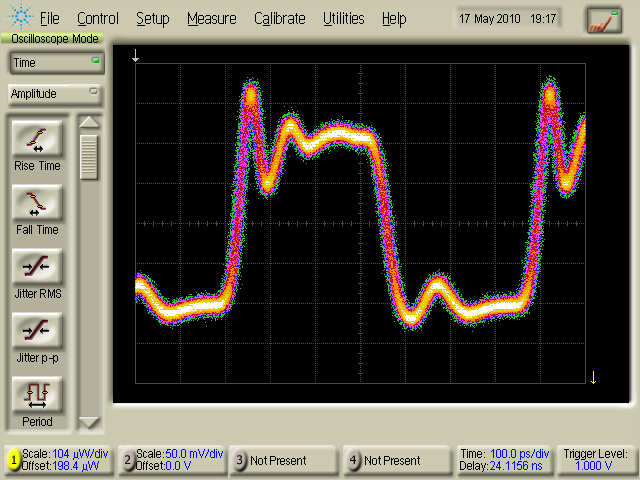 File Control Setup Measure Calibrate Utilities Help 17 May 2010 19:17
Oscilloscope Mode
Time
Amplitude
Rise Time
Fall Time
Jitter RMS
Jitter p-p
Period
1 Scale: 104 µW/div
Offset: 198.4 µW
2 Scale: 50.0 mV/div
Offset: 0.0 V
3 Not Present
4 Not Present
Time: 100.0 ps/div
Delay: 24.1156 ns
Trigger Level:
1.000 V